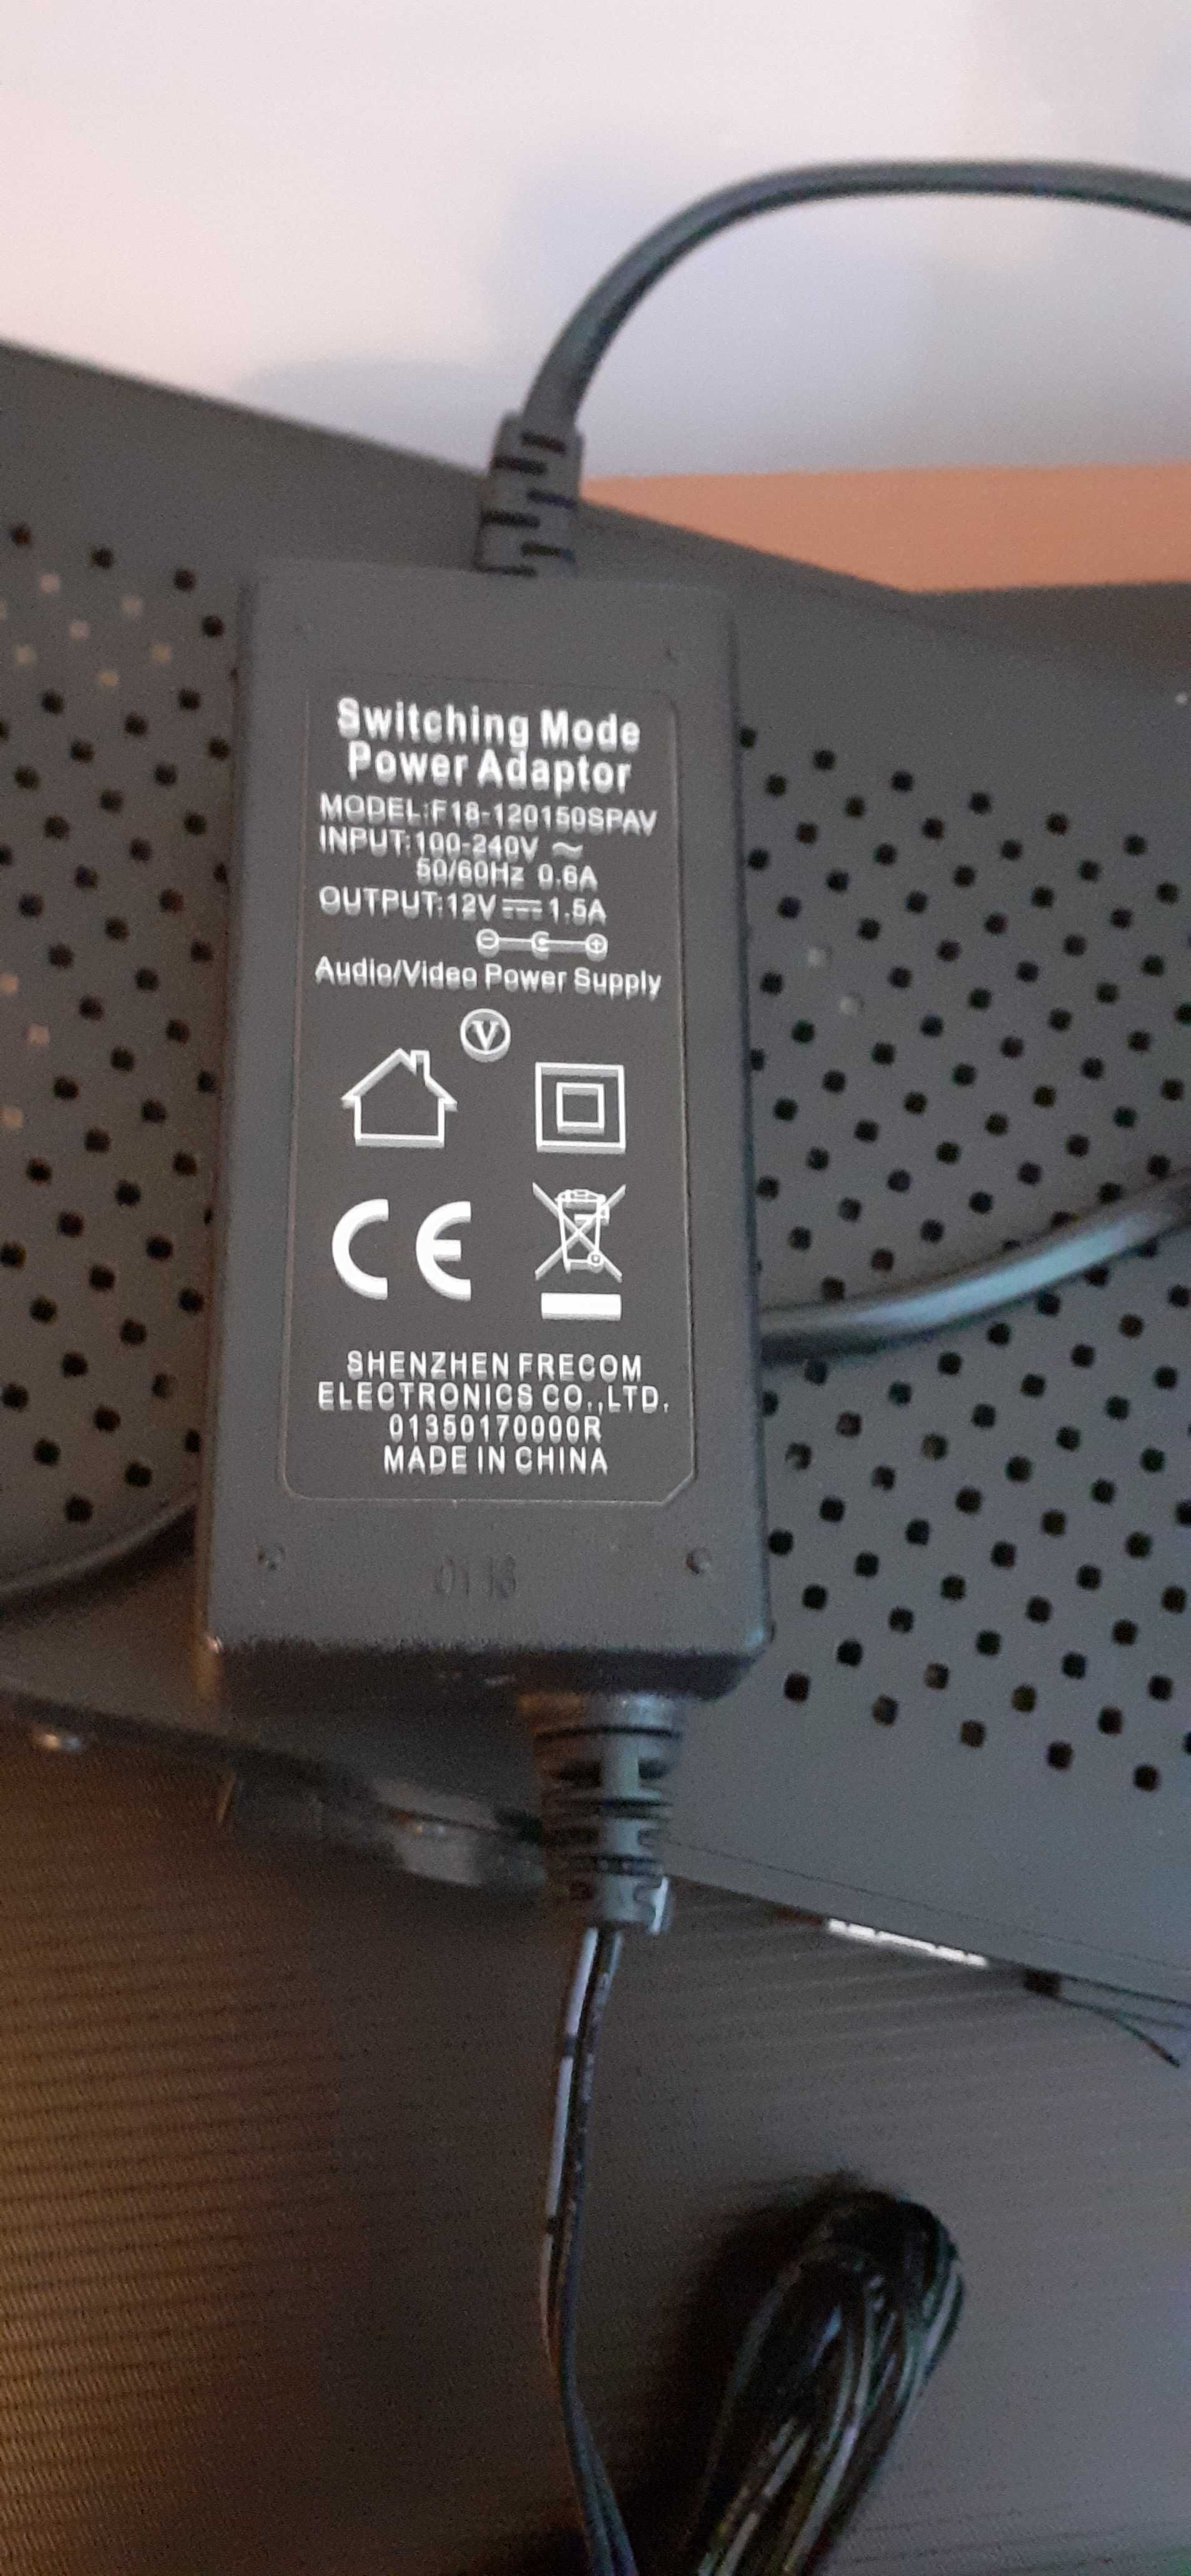 Switching Mode
Power Adaptor
MODEL:F18-120150SPAV
INPUT:100-240V ~
50/60Hz 0.6A
OUTPUT:12V ⎓ 1.5A
Audio/Video Power Supply
V
CE
SHENZHEN FRECOM
ELECTRONICS CO.,LTD.
01350170000R
MADE IN CHINA